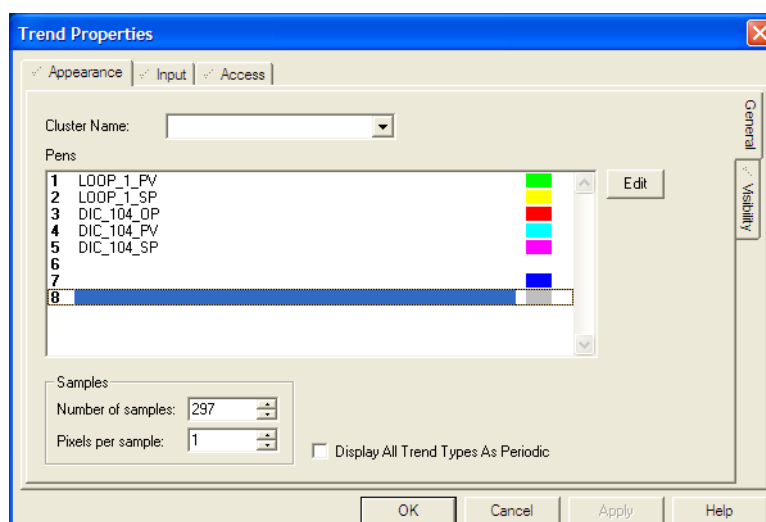 Trend Properties
Appearance Input Access
General
Visibility
Cluster Name:
Pens
1 LOOP_1_PV
2 LOOP_1_SP
3 DIC_104_OP
4 DIC_104_PV
5 DIC_104_SP
6
7
8
Edit
Samples
Number of samples: 297
Pixels per sample: 1
Display All Trend Types As Periodic
OK Cancel Apply Help